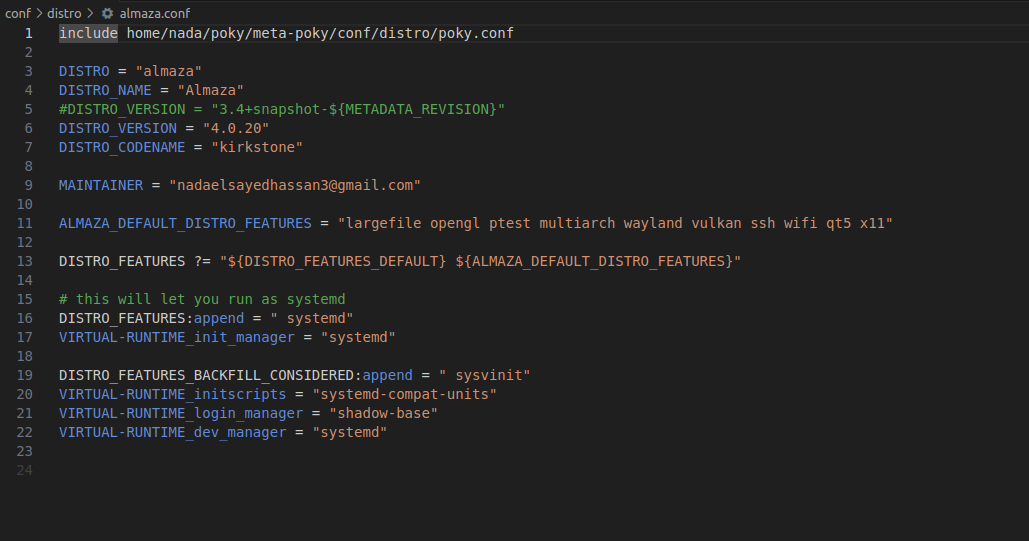 conf > distro > almaza.conf
1 include home/nada/poky/meta-poky/conf/distro/poky.conf
2
3 DISTRO = "almaza"
4 DISTRO_NAME = "Almaza"
5 #DISTRO_VERSION = "3.4+snapshot-${METADATA_REVISION}"
6 DISTRO_VERSION = "4.0.20"
7 DISTRO_CODENAME = "kirkstone"
8
9 MAINTAINER = "nadaelsayedhassan3@gmail.com"
10
11 ALMAZA_DEFAULT_DISTRO_FEATURES = "largefile opengl ptest multiarch wayland vulkan ssh wifi qt5 x11"
12
13 DISTRO_FEATURES ?= "${DISTRO_FEATURES_DEFAULT} ${ALMAZA_DEFAULT_DISTRO_FEATURES}"
14
15 # this will let you run as systemd
16 DISTRO_FEATURES:append = " systemd"
17 VIRTUAL-RUNTIME_init_manager = "systemd"
18
19 DISTRO_FEATURES_BACKFILL_CONSIDERED:append = " sysvinit"
20 VIRTUAL-RUNTIME_initscripts = "systemd-compat-units"
21 VIRTUAL-RUNTIME_login_manager = "shadow-base"
22 VIRTUAL-RUNTIME_dev_manager = "systemd"
23
24